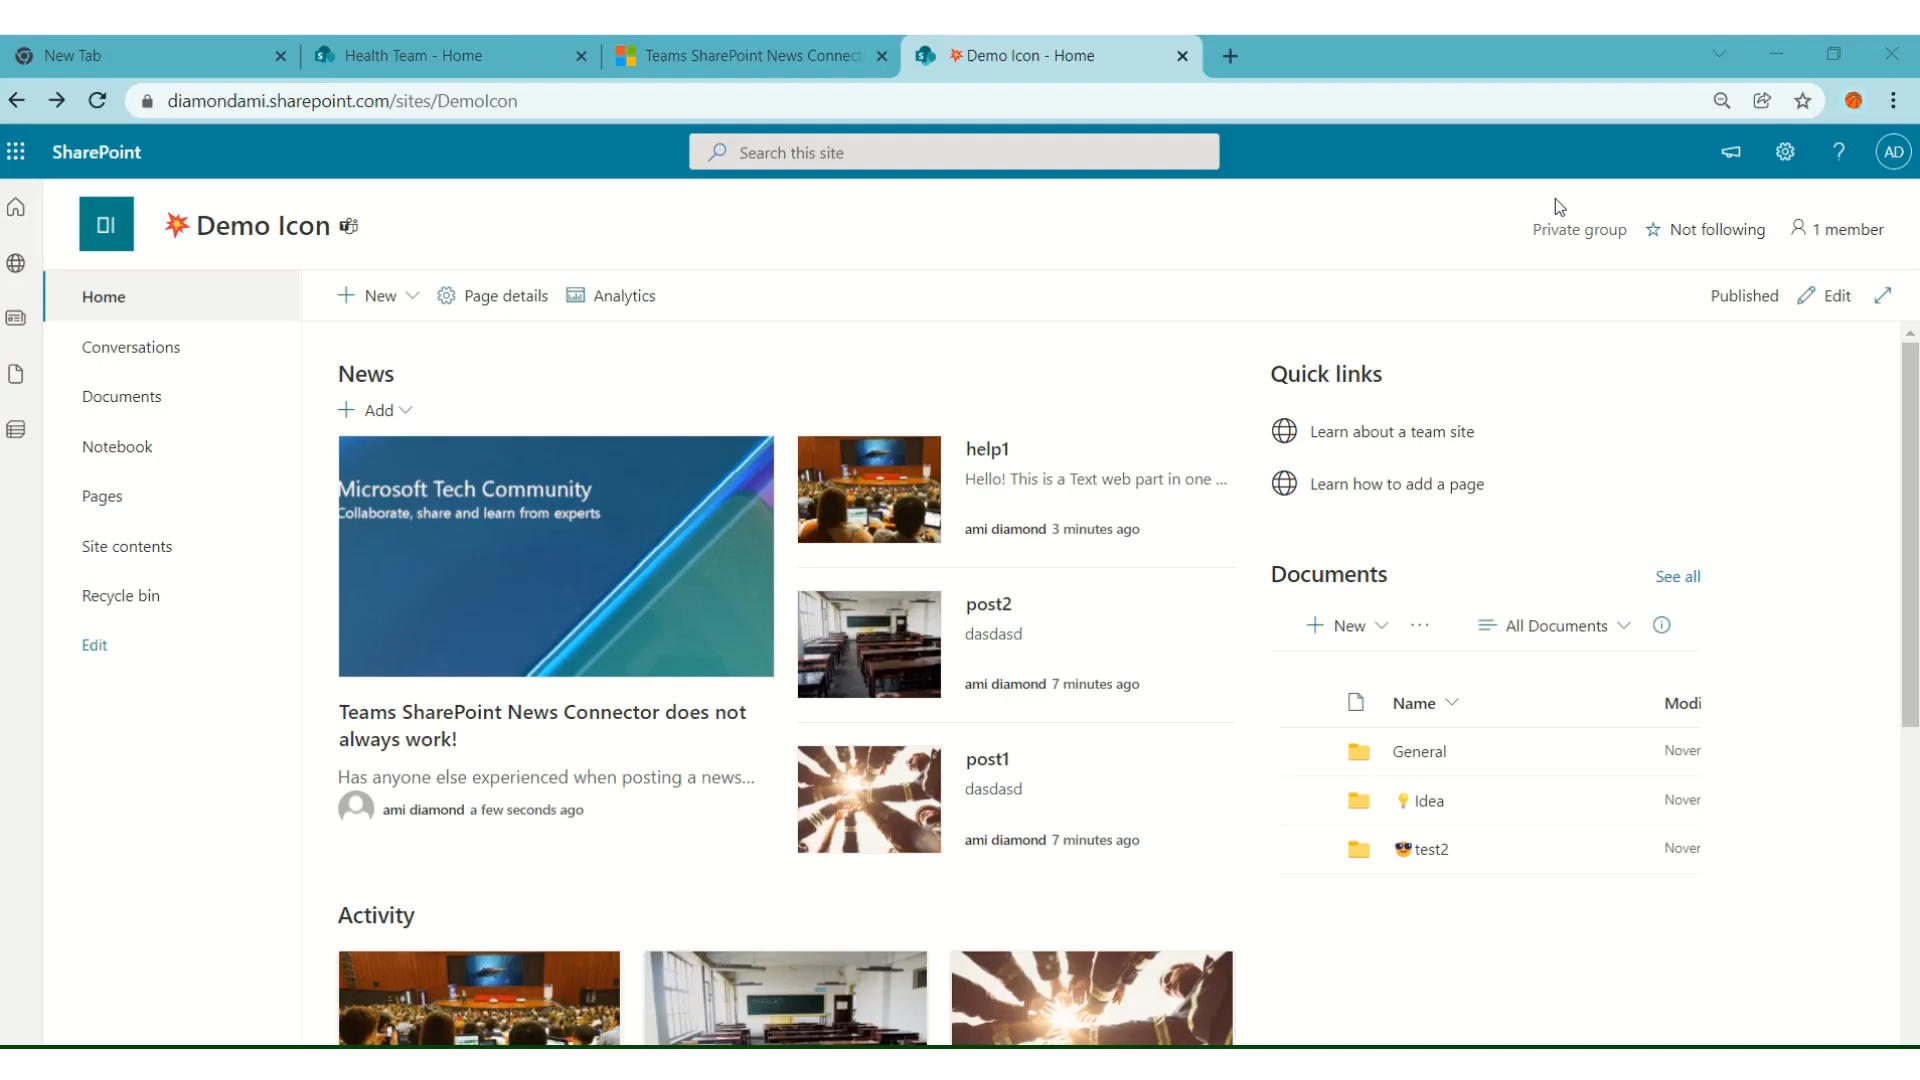 New Tab
Health Team - Home
Teams SharePoint News Connect
💥 Demo Icon - Home
diamondami.sharepoint.com/sites/DemoIcon
SharePoint
Search this site
AD
DI
💥 Demo Icon
Private group
Not following
1 member
Home
New
Page details
Analytics
Published
Edit
Conversations
Documents
Notebook
Pages
Site contents
Recycle bin
Edit
News
Add
Microsoft Tech Community
Collaborate, share and learn from experts
Teams SharePoint News Connector does not
always work!
Has anyone else experienced when posting a news...
ami diamond a few seconds ago
help1
Hello! This is a Text web part in one ...
ami diamond 3 minutes ago
post2
dasdasd
ami diamond 7 minutes ago
post1
dasdasd
ami diamond 7 minutes ago
Activity
Quick links
Learn about a team site
Learn how to add a page
Documents
See all
New
···
All Documents
Name
Modi
General
Nover
💡 Idea
Nover
😎 test2
Nover